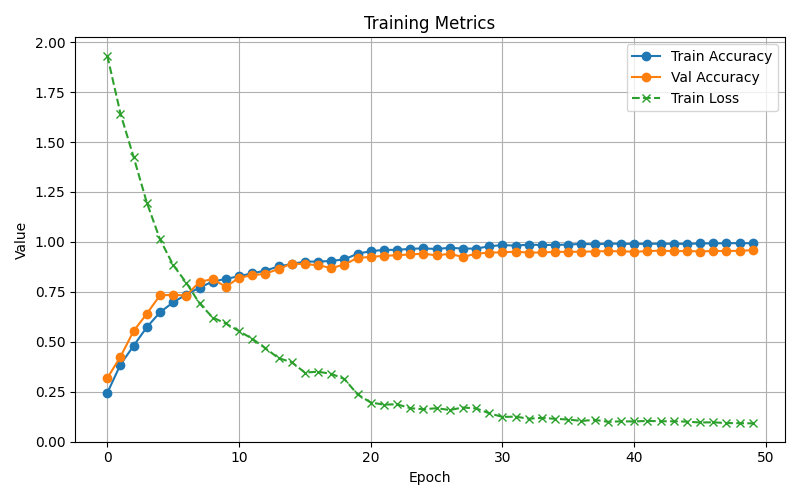 Training Metrics
2.00
1.75
1.50
1.25
1.00
0.75
0.50
0.25
0.00
Value
Train Accuracy
Val Accuracy
Train Loss
0 10 20 30 40 50
Epoch